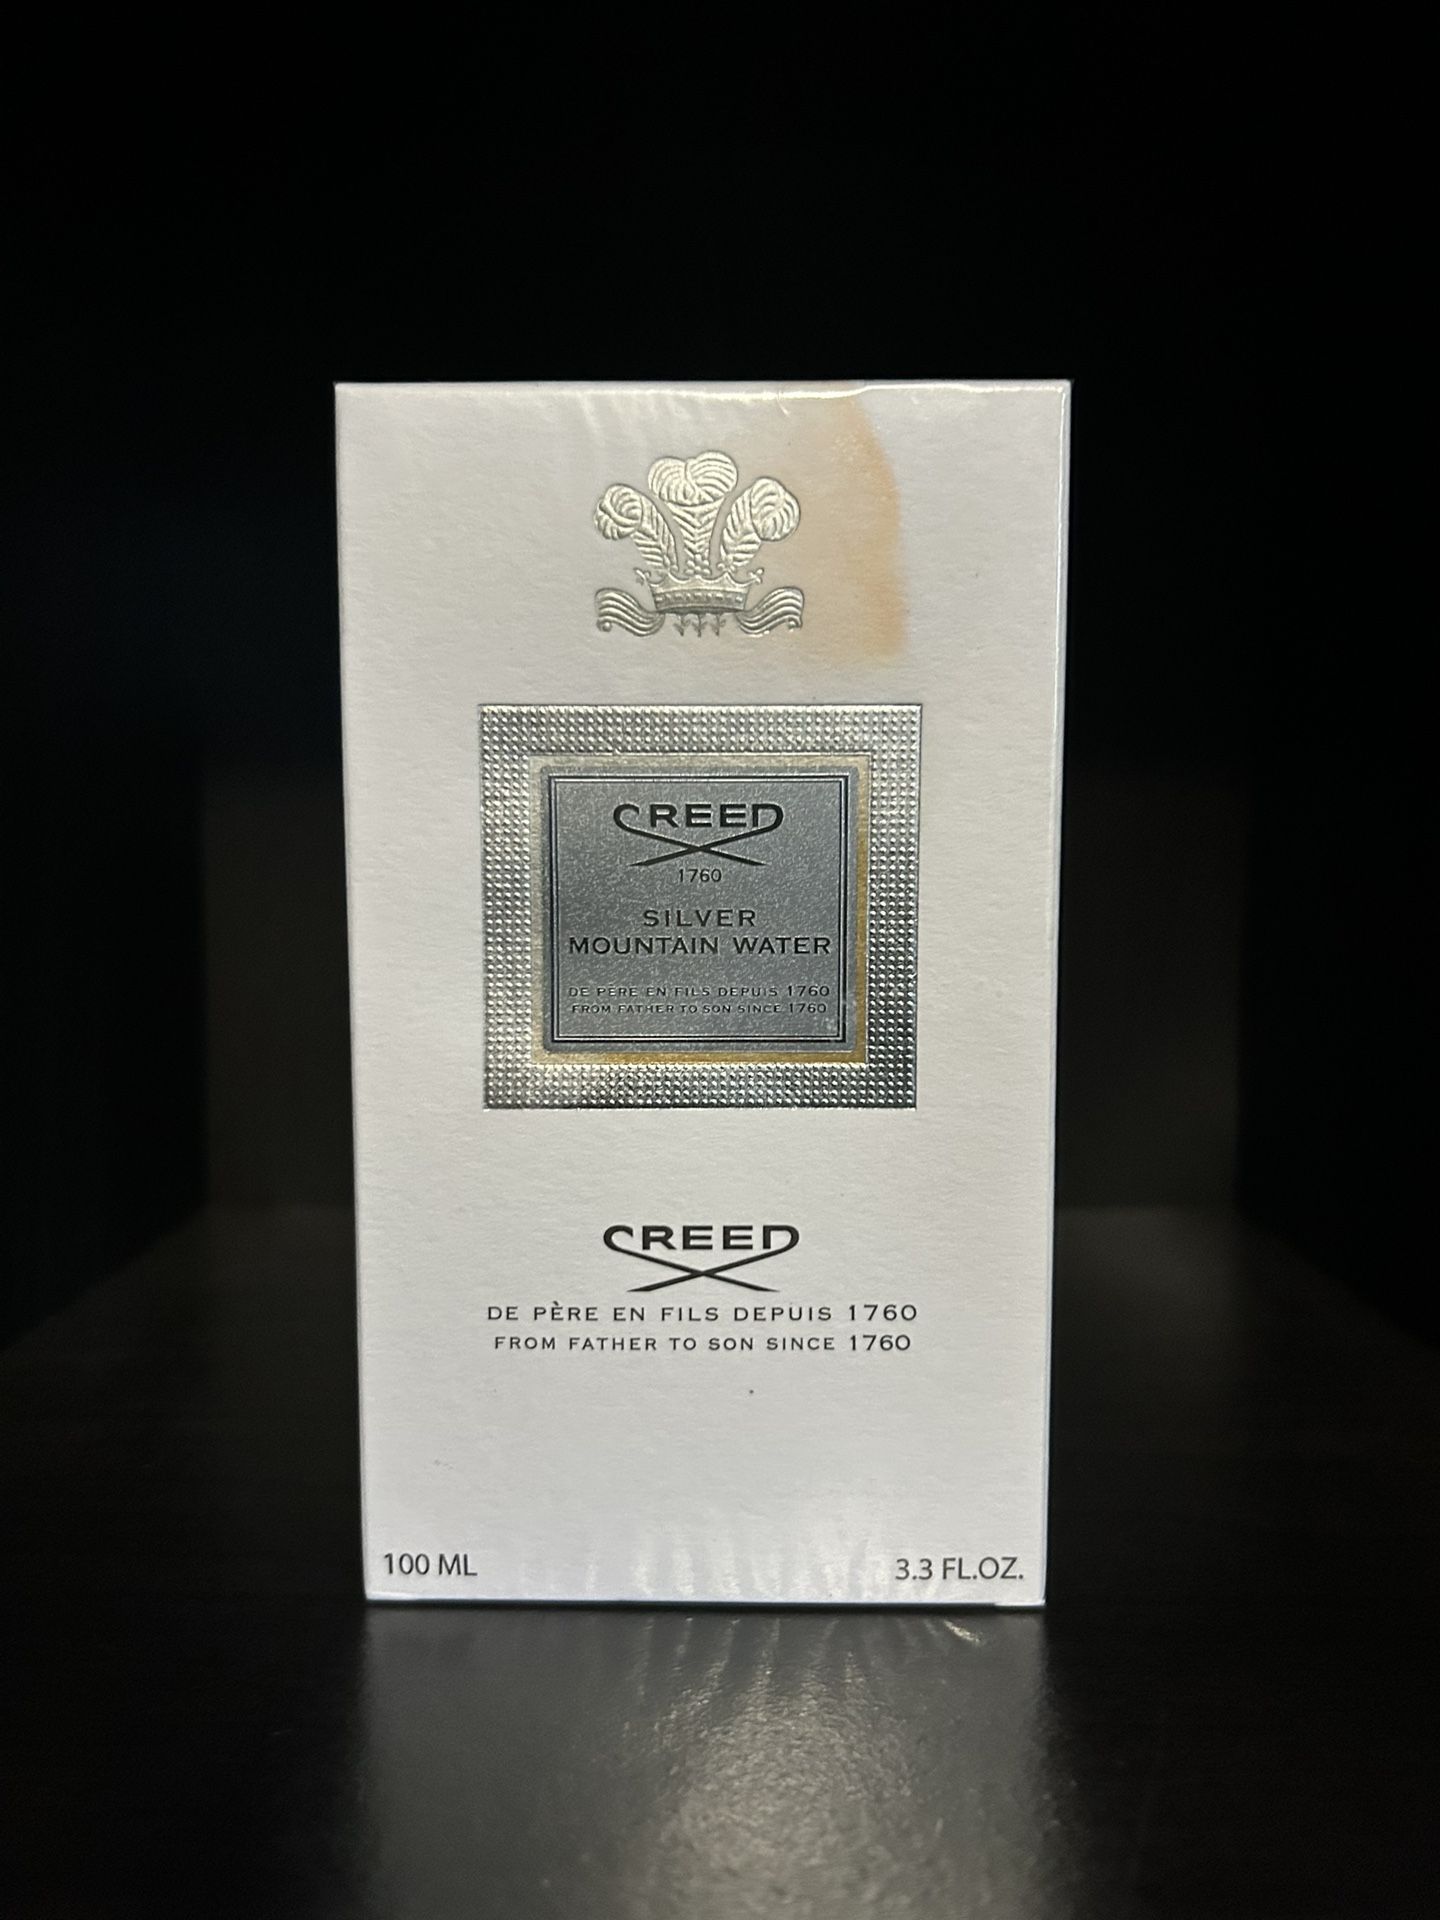 CREED
1760
SILVER
MOUNTAIN WATER
DE PÈRE EN FILS DEPUIS 1760
FROM FATHER TO SON SINCE 1760
CREED
DE PÈRE EN FILS DEPUIS 1760
FROM FATHER TO SON SINCE 1760
100 ML
3.3 FL.OZ.